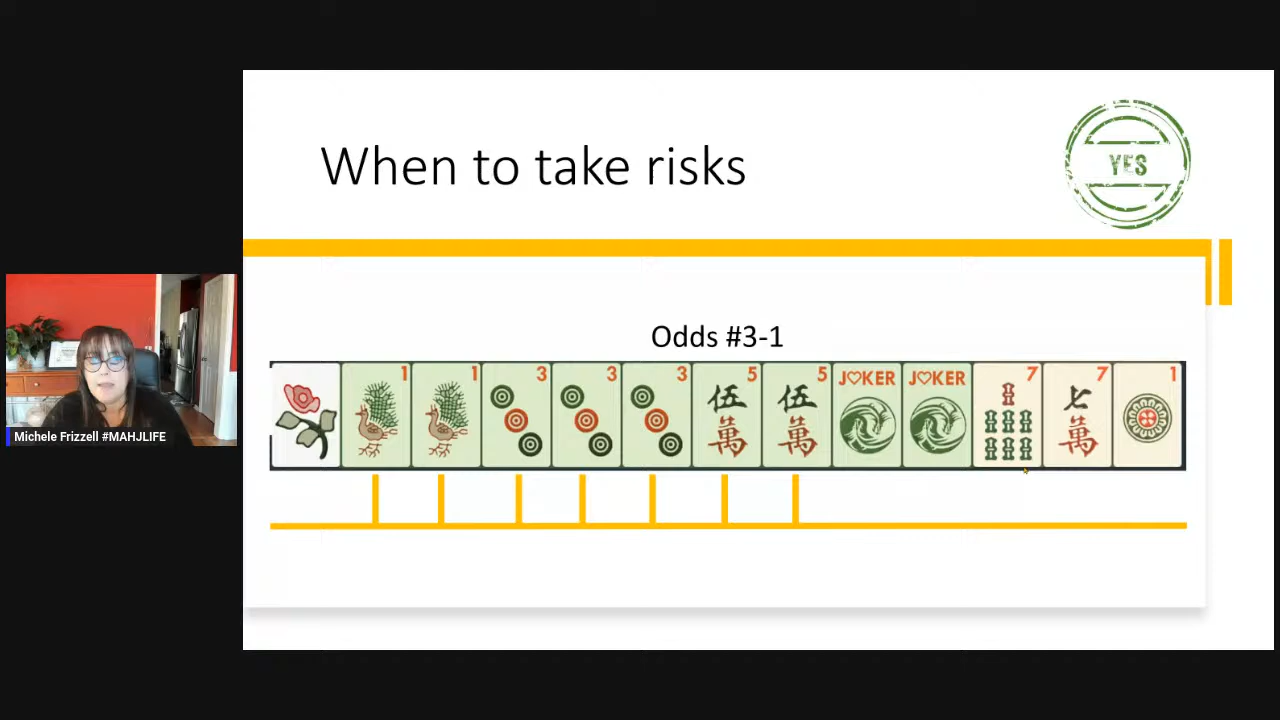 When to take risks
YES
Odds #3-1
1 1 3 3 3 5 5 JOKER JOKER 7 7 1
伍 伍 七
萬 萬 萬
Michele Frizzell #MAHJLIFE